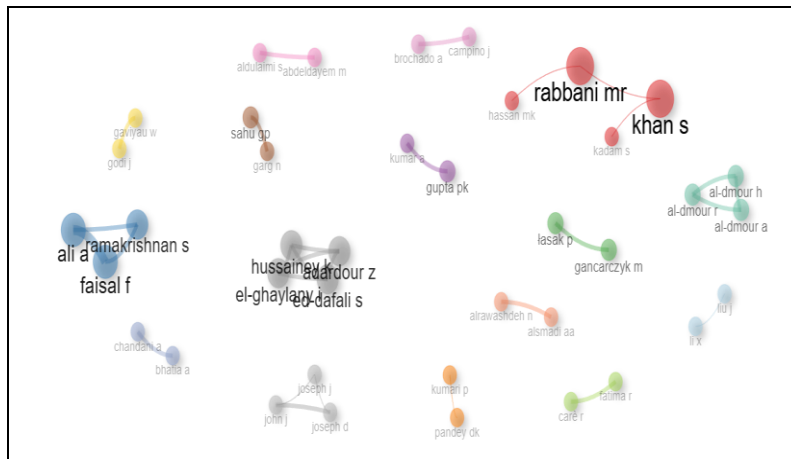 aldulaimi s
abdeldayem m
brochado a
campino j
rabbani mr
hassan mk
khan s
kadam s
gaviyau w
godi j
sahu gp
garg n
kumar a
gupta pk
al-dmour h
al-dmour r
al-dmour a
ali a
ramakrishnan s
faisal f
hussainey k
adardour z
el-ghaylany i
ed-dafali s
łasak p
gancarczyk m
alrawashdeh n
alsmadi aa
liu j
li x
chandani a
bhatia a
joseph j
john j
joseph d
kumari p
pandey dk
fatima r
care r